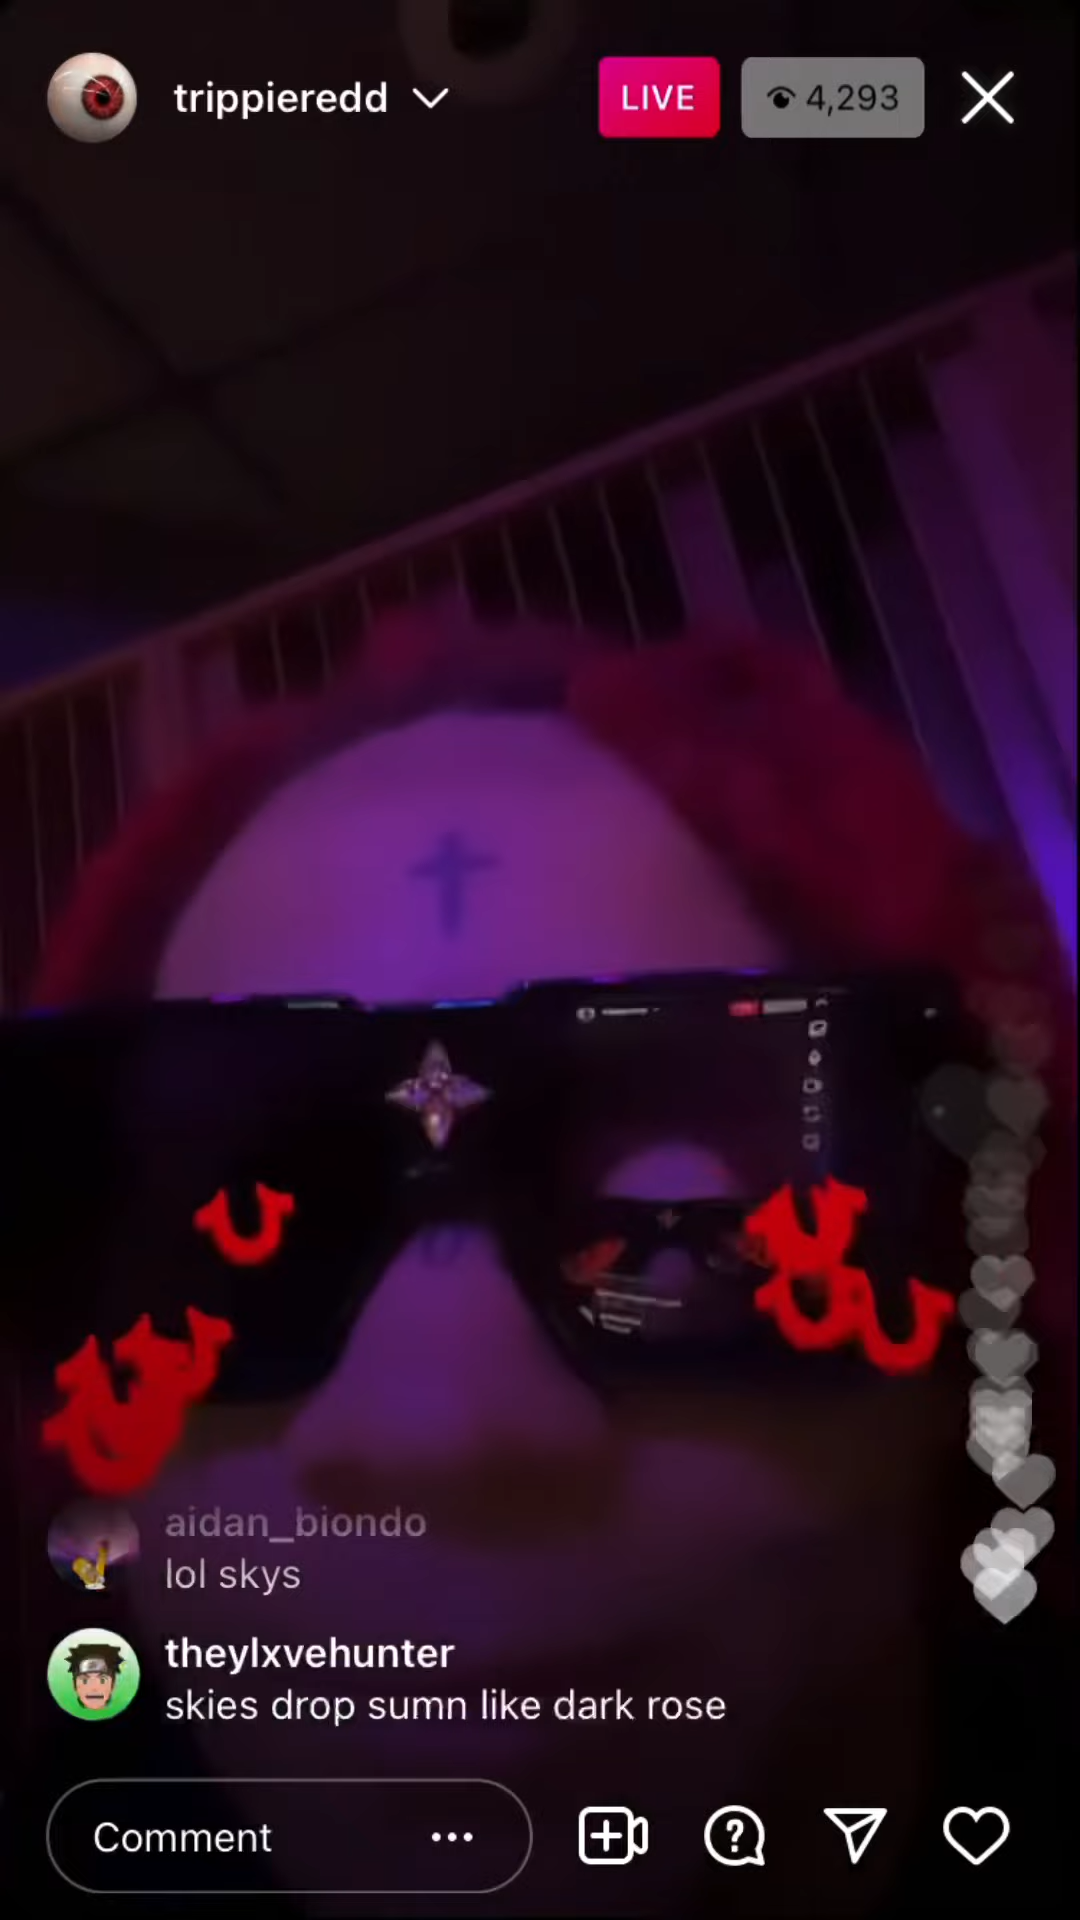 trippieredd
LIVE
4,293
aidan_biondo
lol skys
theylxvehunter
skies drop sumn like dark rose
Comment